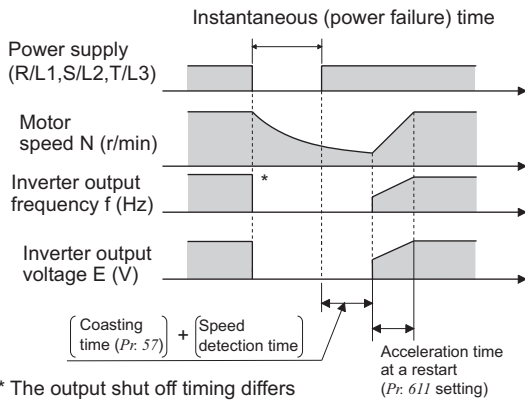 Instantaneous (power failure) time
Power supply
(R/L1,S/L2,T/L3)
Motor
speed N (r/min)
Inverter output
frequency f (Hz)
*
Inverter output
voltage E (V)
Coasting
time (Pr. 57)
+
Speed
detection time
Acceleration time
at a restart
(Pr. 611 setting)
* The output shut off timing differs